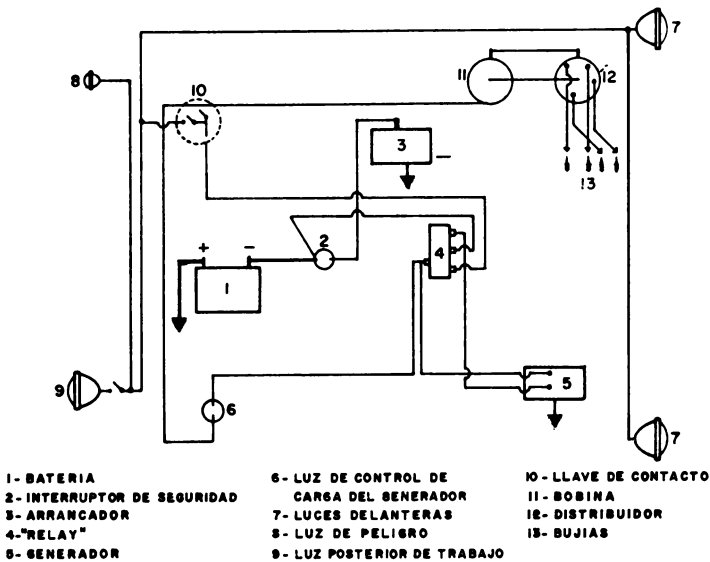 7
8
10
11
12
3
–
13
+
–
2
4
1
9
6
5
7
1- BATERIA
2- INTERRUPTOR DE SEGURIDAD
3- ARRANCADOR
4-"RELAY"
5- GENERADOR
6- LUZ DE CONTROL DE
CARGA DEL GENERADOR
7- LUCES DELANTERAS
8- LUZ DE PELIGRO
9- LUZ POSTERIOR DE TRABAJO
10- LLAVE DE CONTACTO
11- BOBINA
12- DISTRIBUIDOR
13- BUJIAS